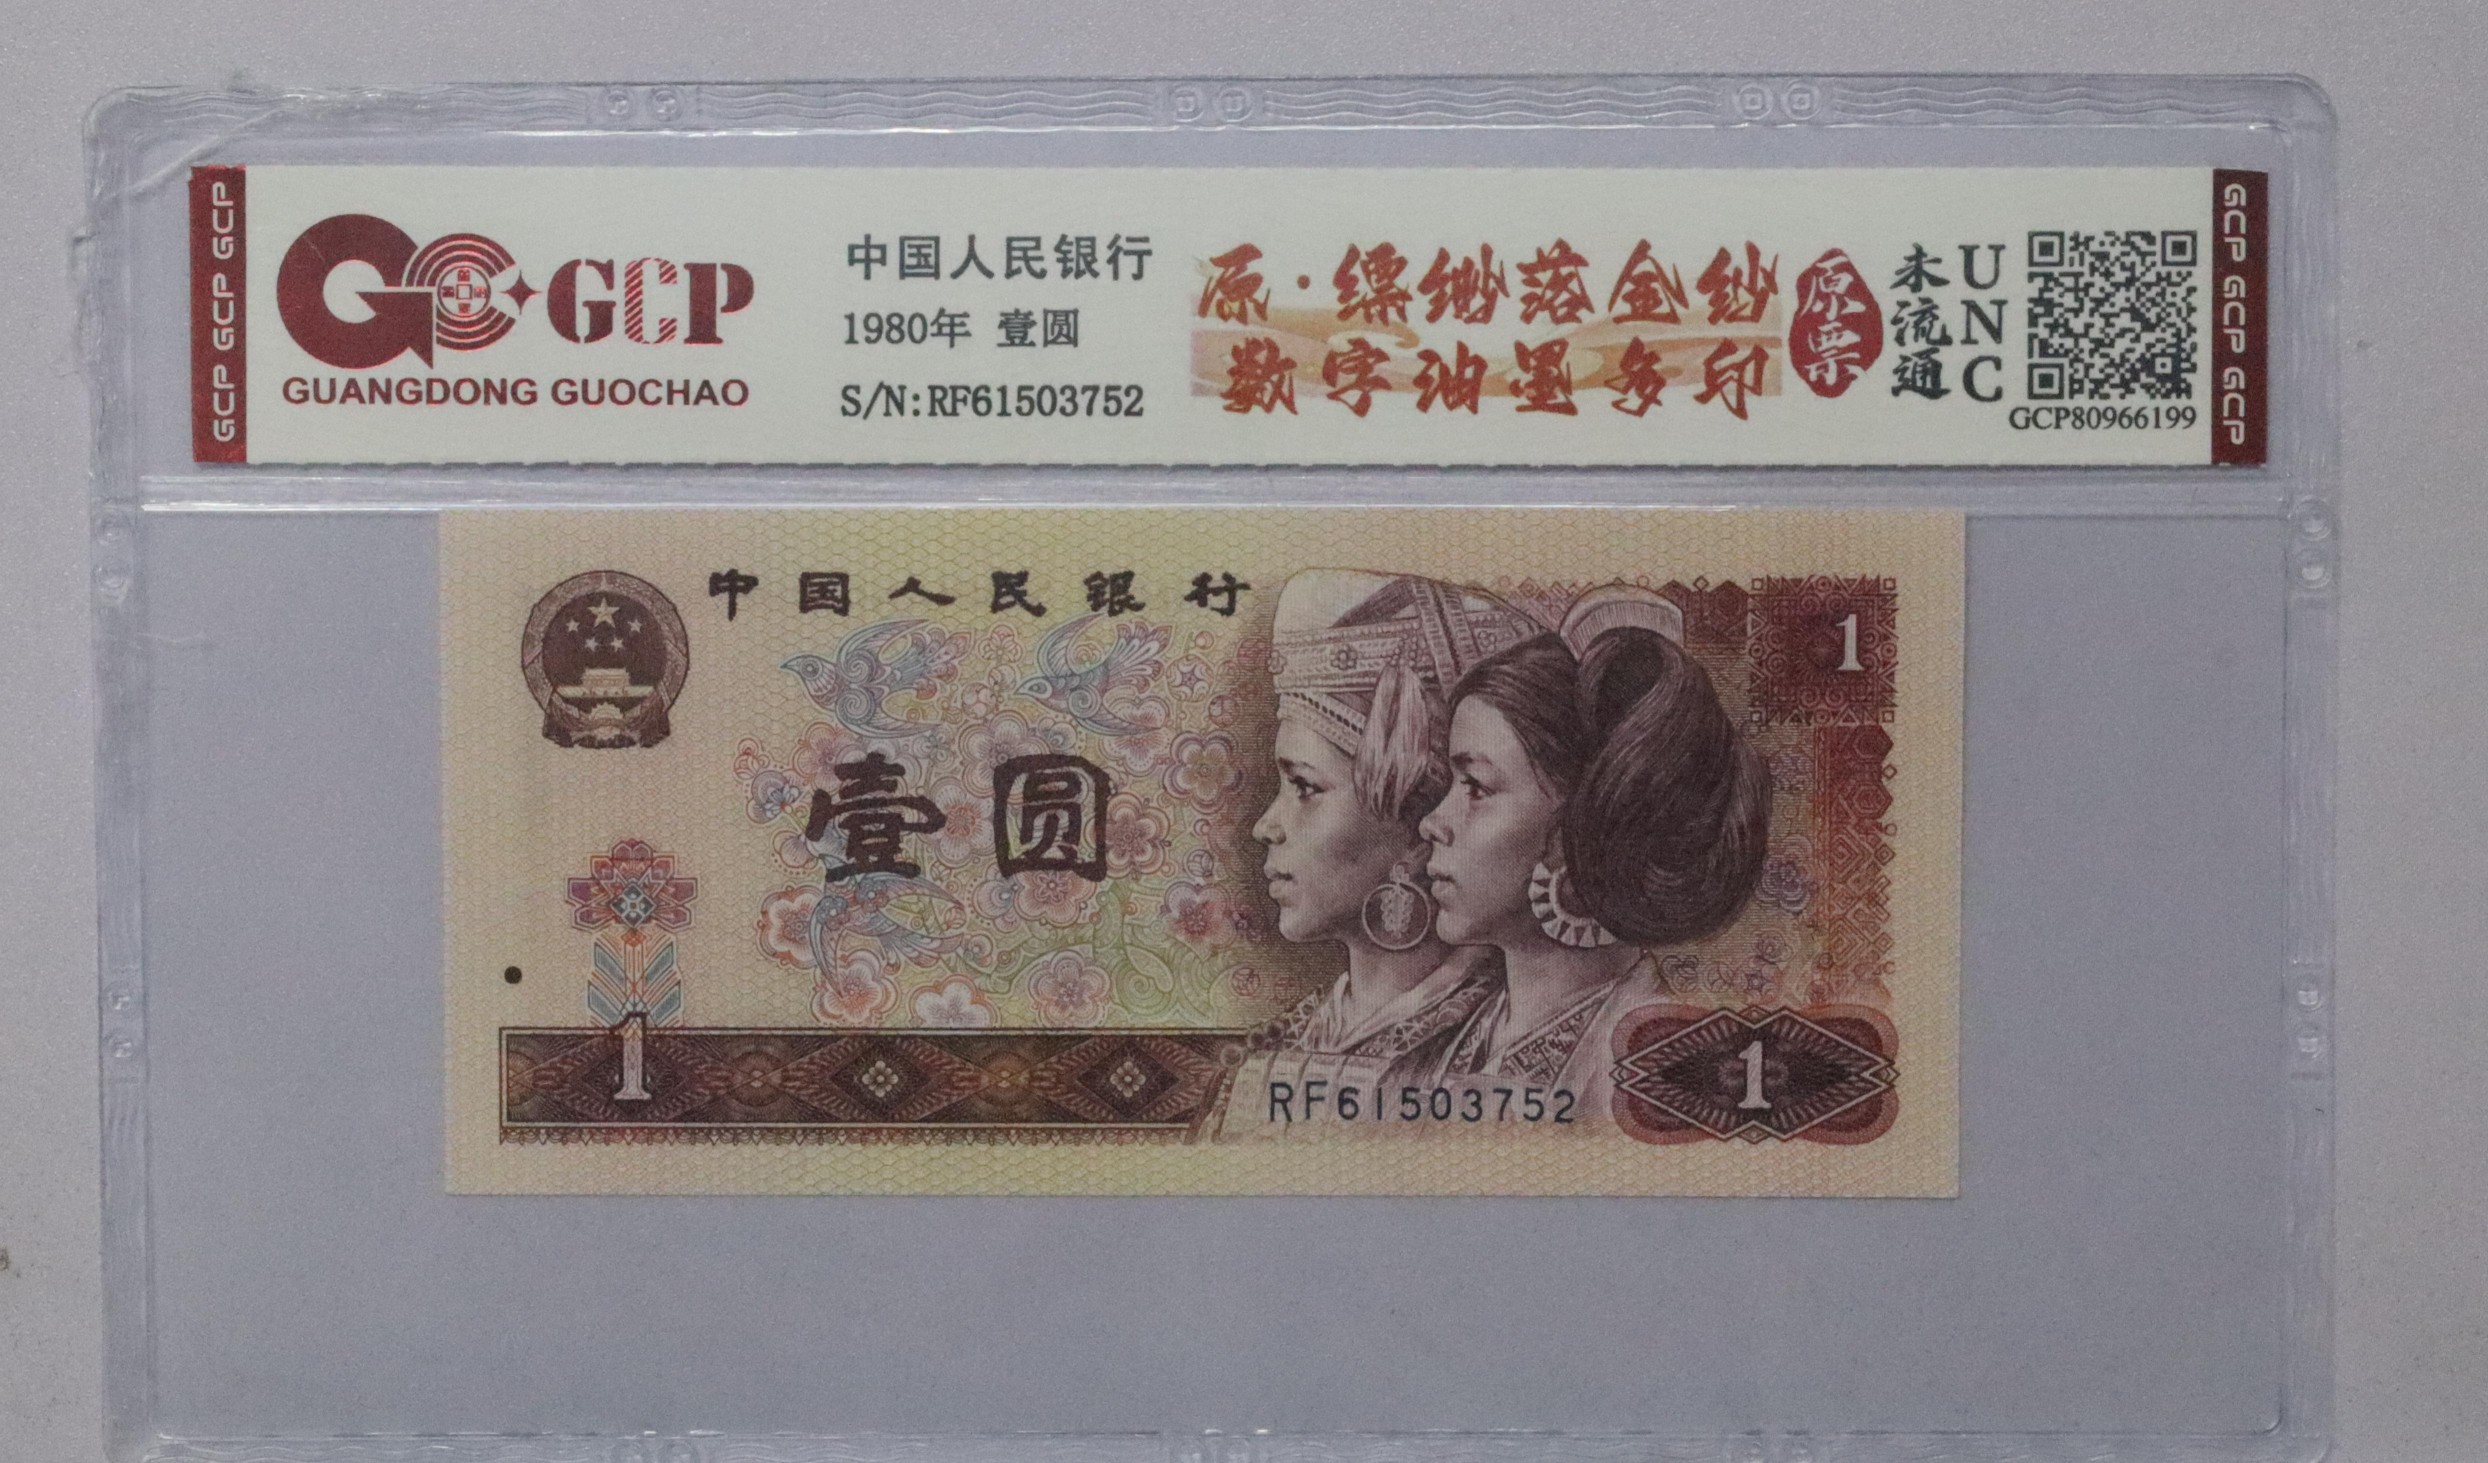 GCP GCP GCP
GCP
GUANGDONG GUOCHAO
中国人民银行
1980年 壹圆
S/N:RF61503752
原·缥缈落金纱
数字油墨多印
原票
未流通
UNC
GCP80966199
GCP GCP GCP
中国人民银行
1
壹圆
1
RF61503752
1